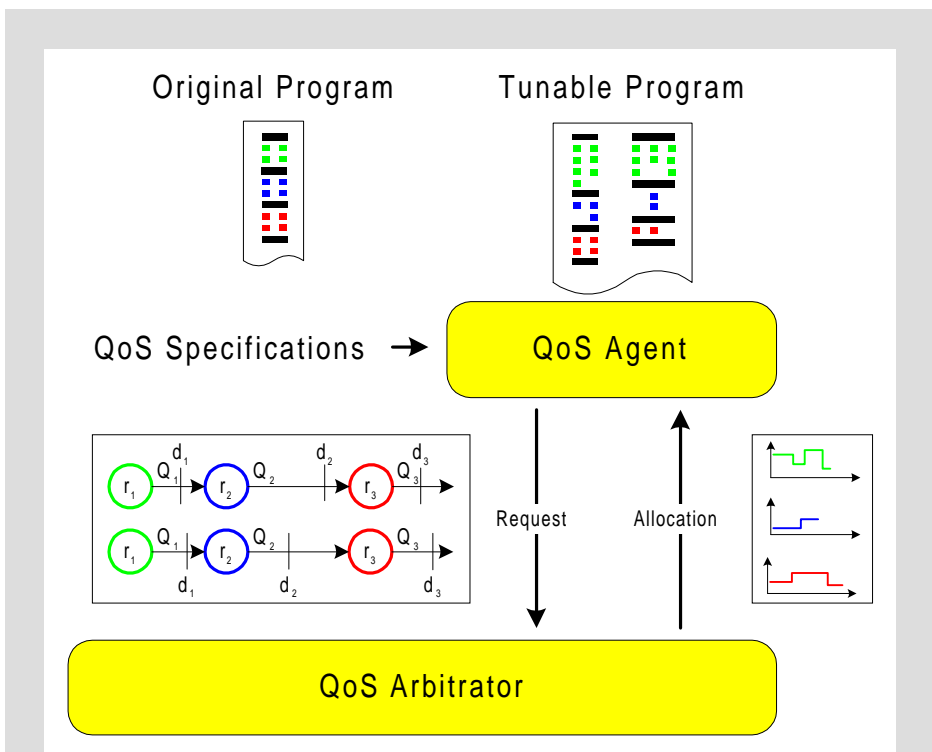 Original Program
Tunable Program
QoS Specifications
QoS Agent
d₁ d₂ d₃
r₁ Q₁ r₂ Q₂ r₃ Q₃
r₁ Q₁ r₂ Q₂ r₃ Q₃
d₁ d₂ d₃
Request
Allocation
QoS Arbitrator